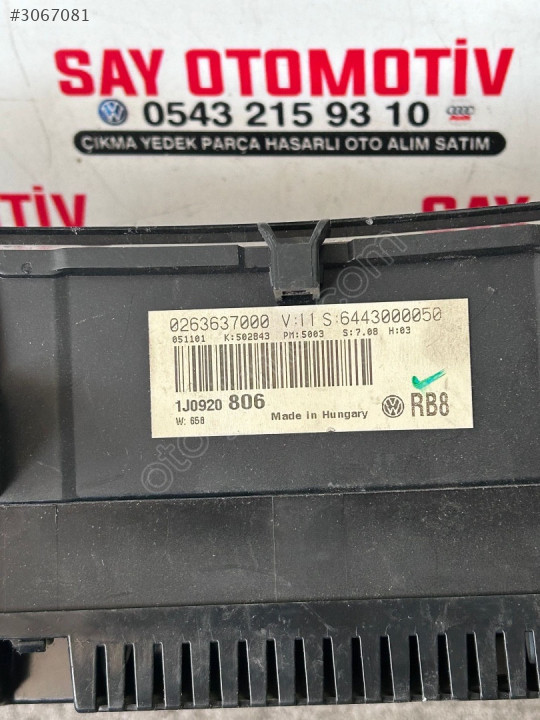 #3067081
SAY OTOMOTİV
0543 215 93 10
ÇIKMA YEDEK PARÇA HASARLI OTO ALIM SATIM
OTİV
0263637000 V:11 S:6443000050
051101 K:502843 PM:5003 S:7.08 H:03
1J0920 806
W: 658
Made in Hungary
RB8